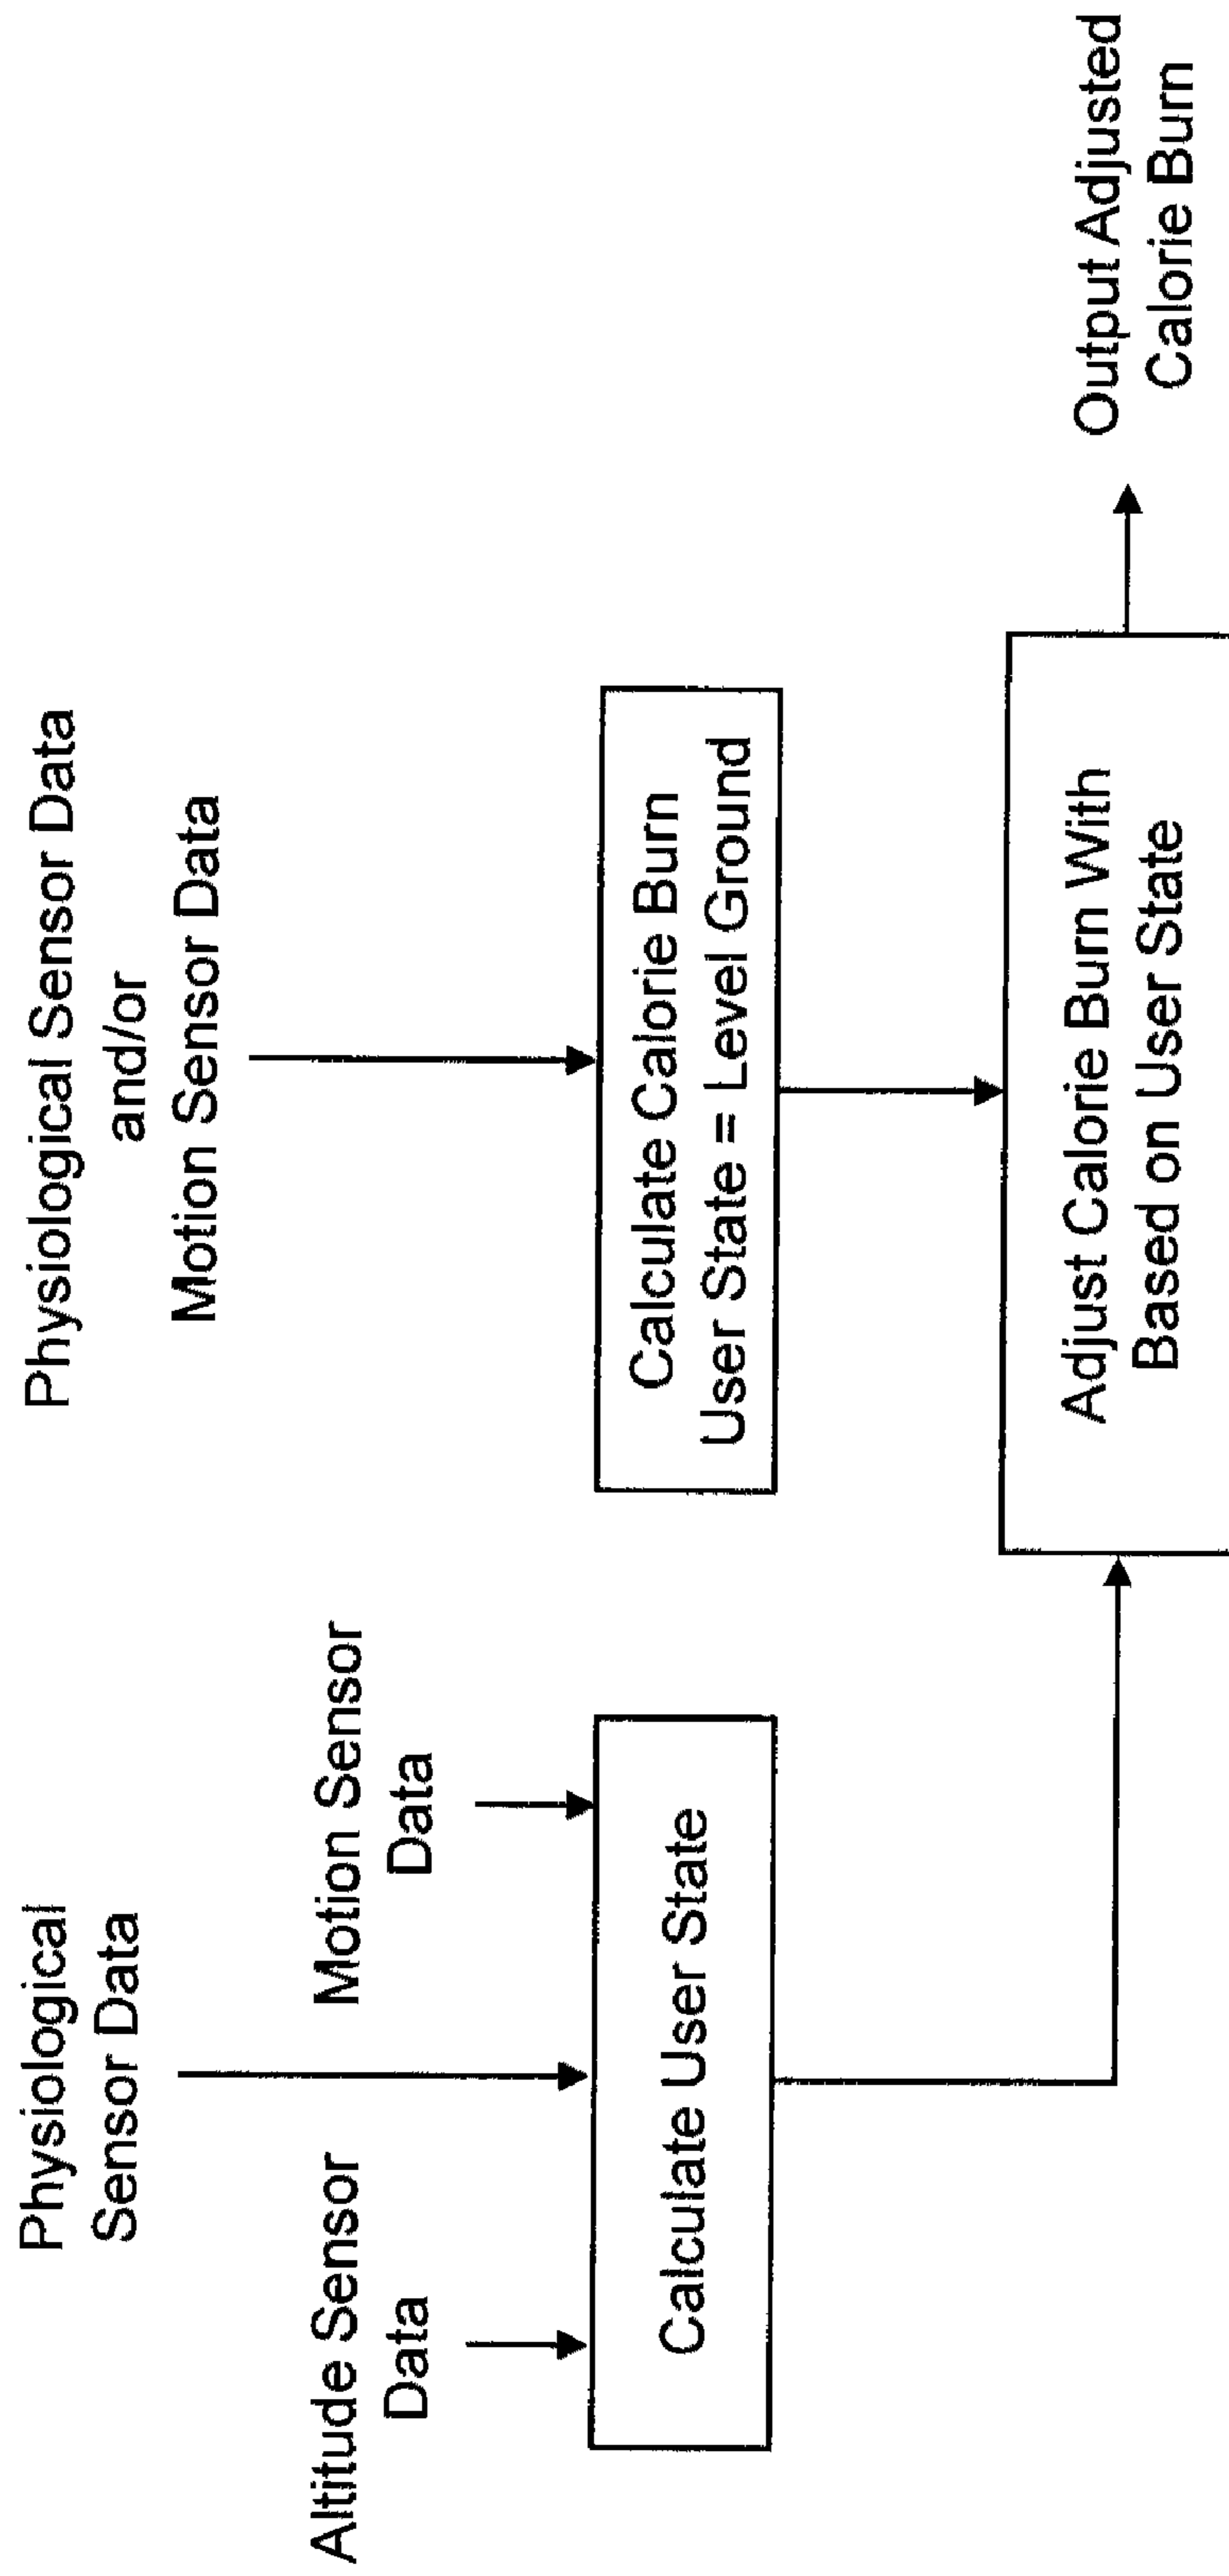 Physiological
Sensor Data
Altitude Sensor
Data
Motion Sensor
Data
Calculate User State
Physiological Sensor Data
and/or
Motion Sensor Data
Calculate Calorie Burn
User State = Level Ground
Adjust Calorie Burn With
Based on User State
Output Adjusted
Calorie Burn